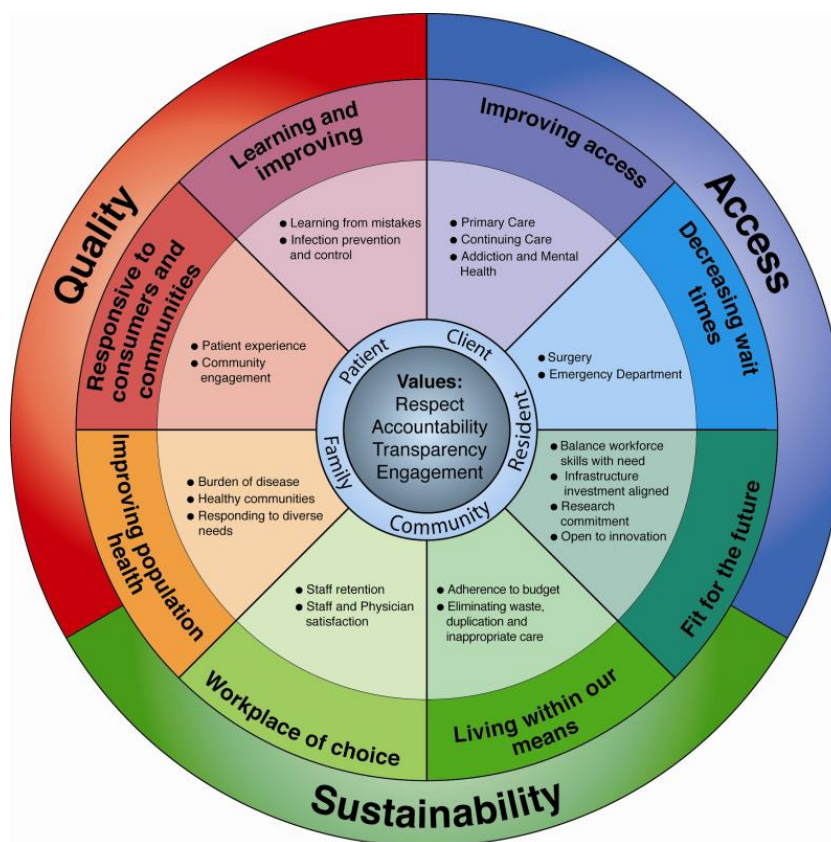 Quality
Access
Sustainability
Learning and
improving
● Learning from mistakes
● Infection prevention
and control
Improving access
● Primary Care
● Continuing Care
● Addiction and Mental
Health
Decreasing wait
times
● Surgery
● Emergency Department
Fit for the future
● Balance workforce
skills with need
● Infrastructure
investment aligned
● Research
commitment
● Open to innovation
Living within our
means
● Adherence to budget
● Eliminating waste,
duplication and
inappropriate care
Workplace of choice
● Staff retention
● Staff and Physician
satisfaction
Improving population
health
● Burden of disease
● Healthy communities
● Responding to diverse
needs
Responsive to
consumers and
communities
● Patient experience
● Community
engagement
Patient
Client
Resident
Community
Family
Values:
Respect
Accountability
Transparency
Engagement